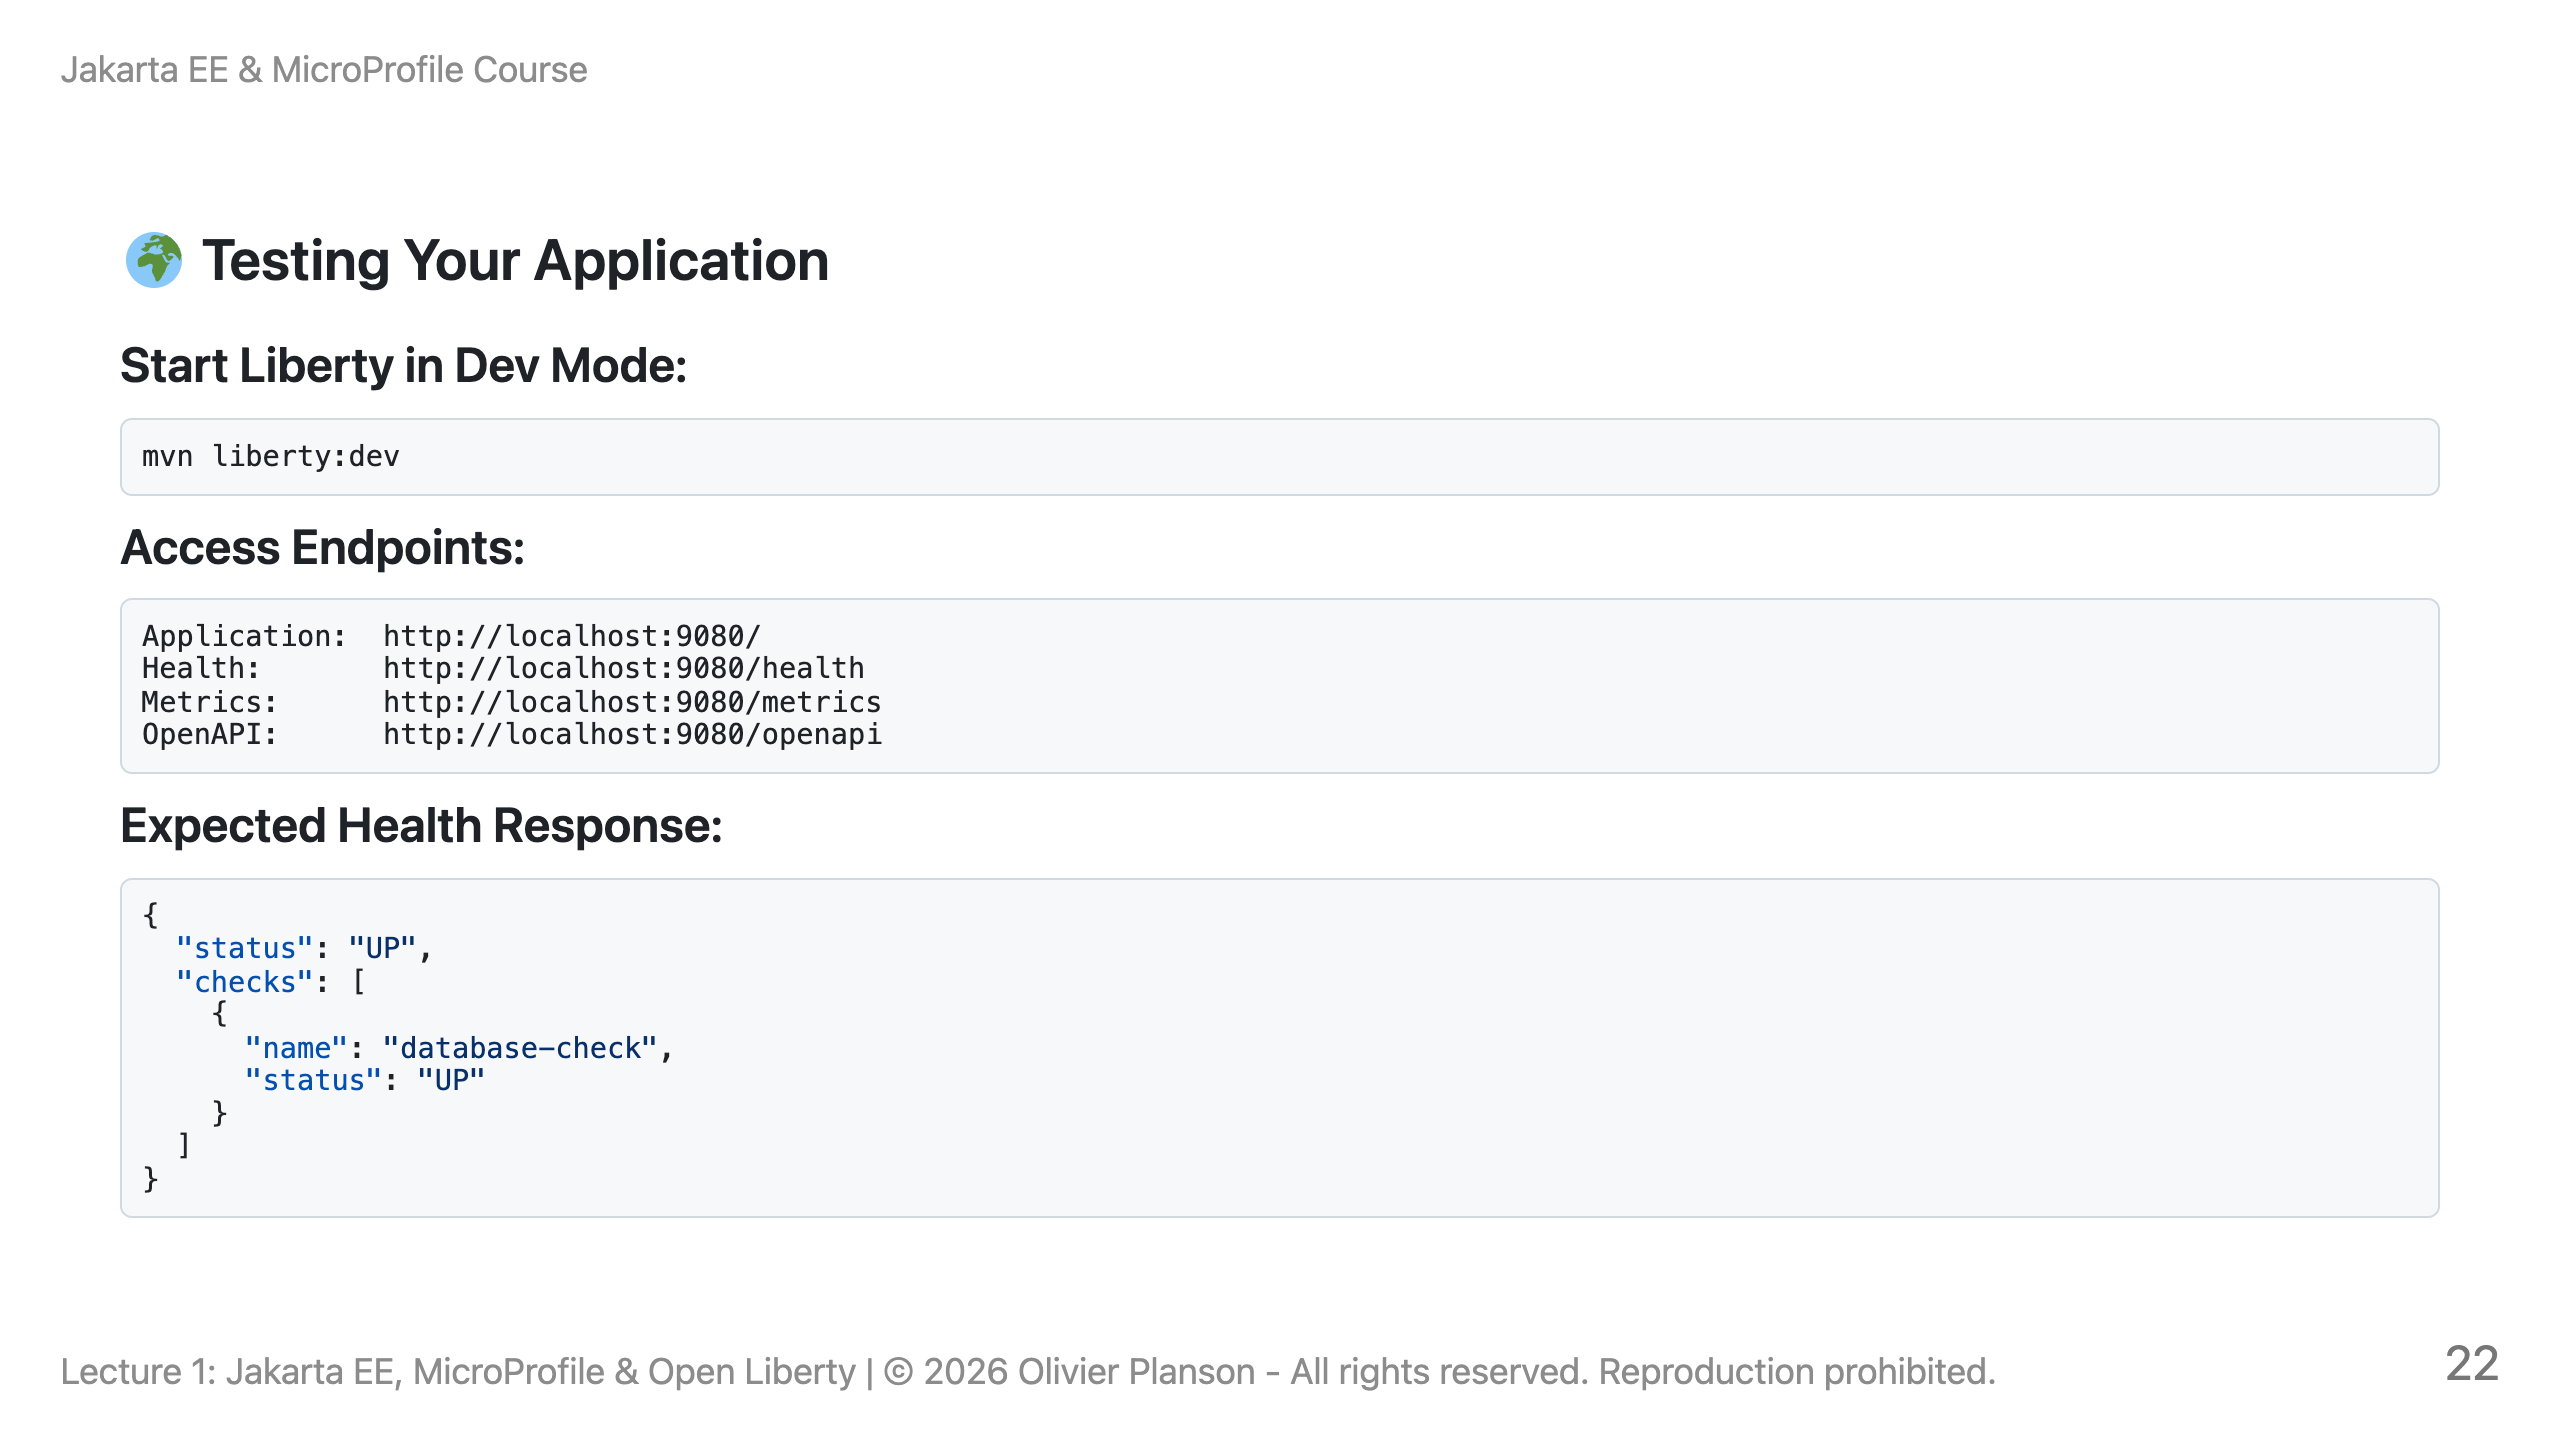 Jakarta EE & MicroProfile Course
Testing Your Application
Start Liberty in Dev Mode:
mvn liberty:dev
Access Endpoints:
Application:  http://localhost:9080/
Health:       http://localhost:9080/health
Metrics:      http://localhost:9080/metrics
OpenAPI:      http://localhost:9080/openapi
Expected Health Response:
{
  "status": "UP",
  "checks": [
    {
      "name": "database-check",
      "status": "UP"
    }
  ]
}
Lecture 1: Jakarta EE, MicroProfile & Open Liberty | © 2026 Olivier Planson - All rights reserved. Reproduction prohibited.
22